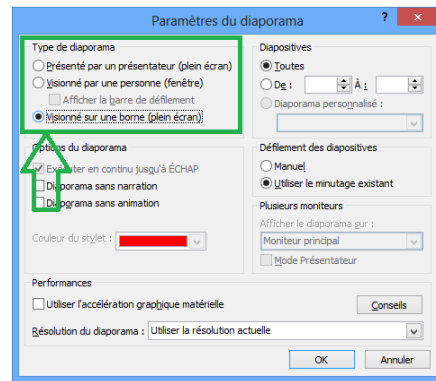 Paramètres du diaporama
?
Type de diaporama
Présenté par un présentateur (plein écran)
Visionné par une personne (fenêtre)
Afficher la barre de défilement
Visionné sur une borne (plein écran)
Diapositives
Toutes
De :
À :
Diaporama personnalisé :
Options du diaporama
Exécuter en continu jusqu'à ÉCHAP
Diaporama sans narration
Diaporama sans animation
Couleur du stylet :
Défilement des diapositives
Manuel
Utiliser le minutage existant
Plusieurs moniteurs
Afficher le diaporama sur :
Moniteur principal
Mode Présentateur
Performances
Utiliser l'accélération graphique matérielle
Conseils
Résolution du diaporama : Utiliser la résolution actuelle
OK
Annuler